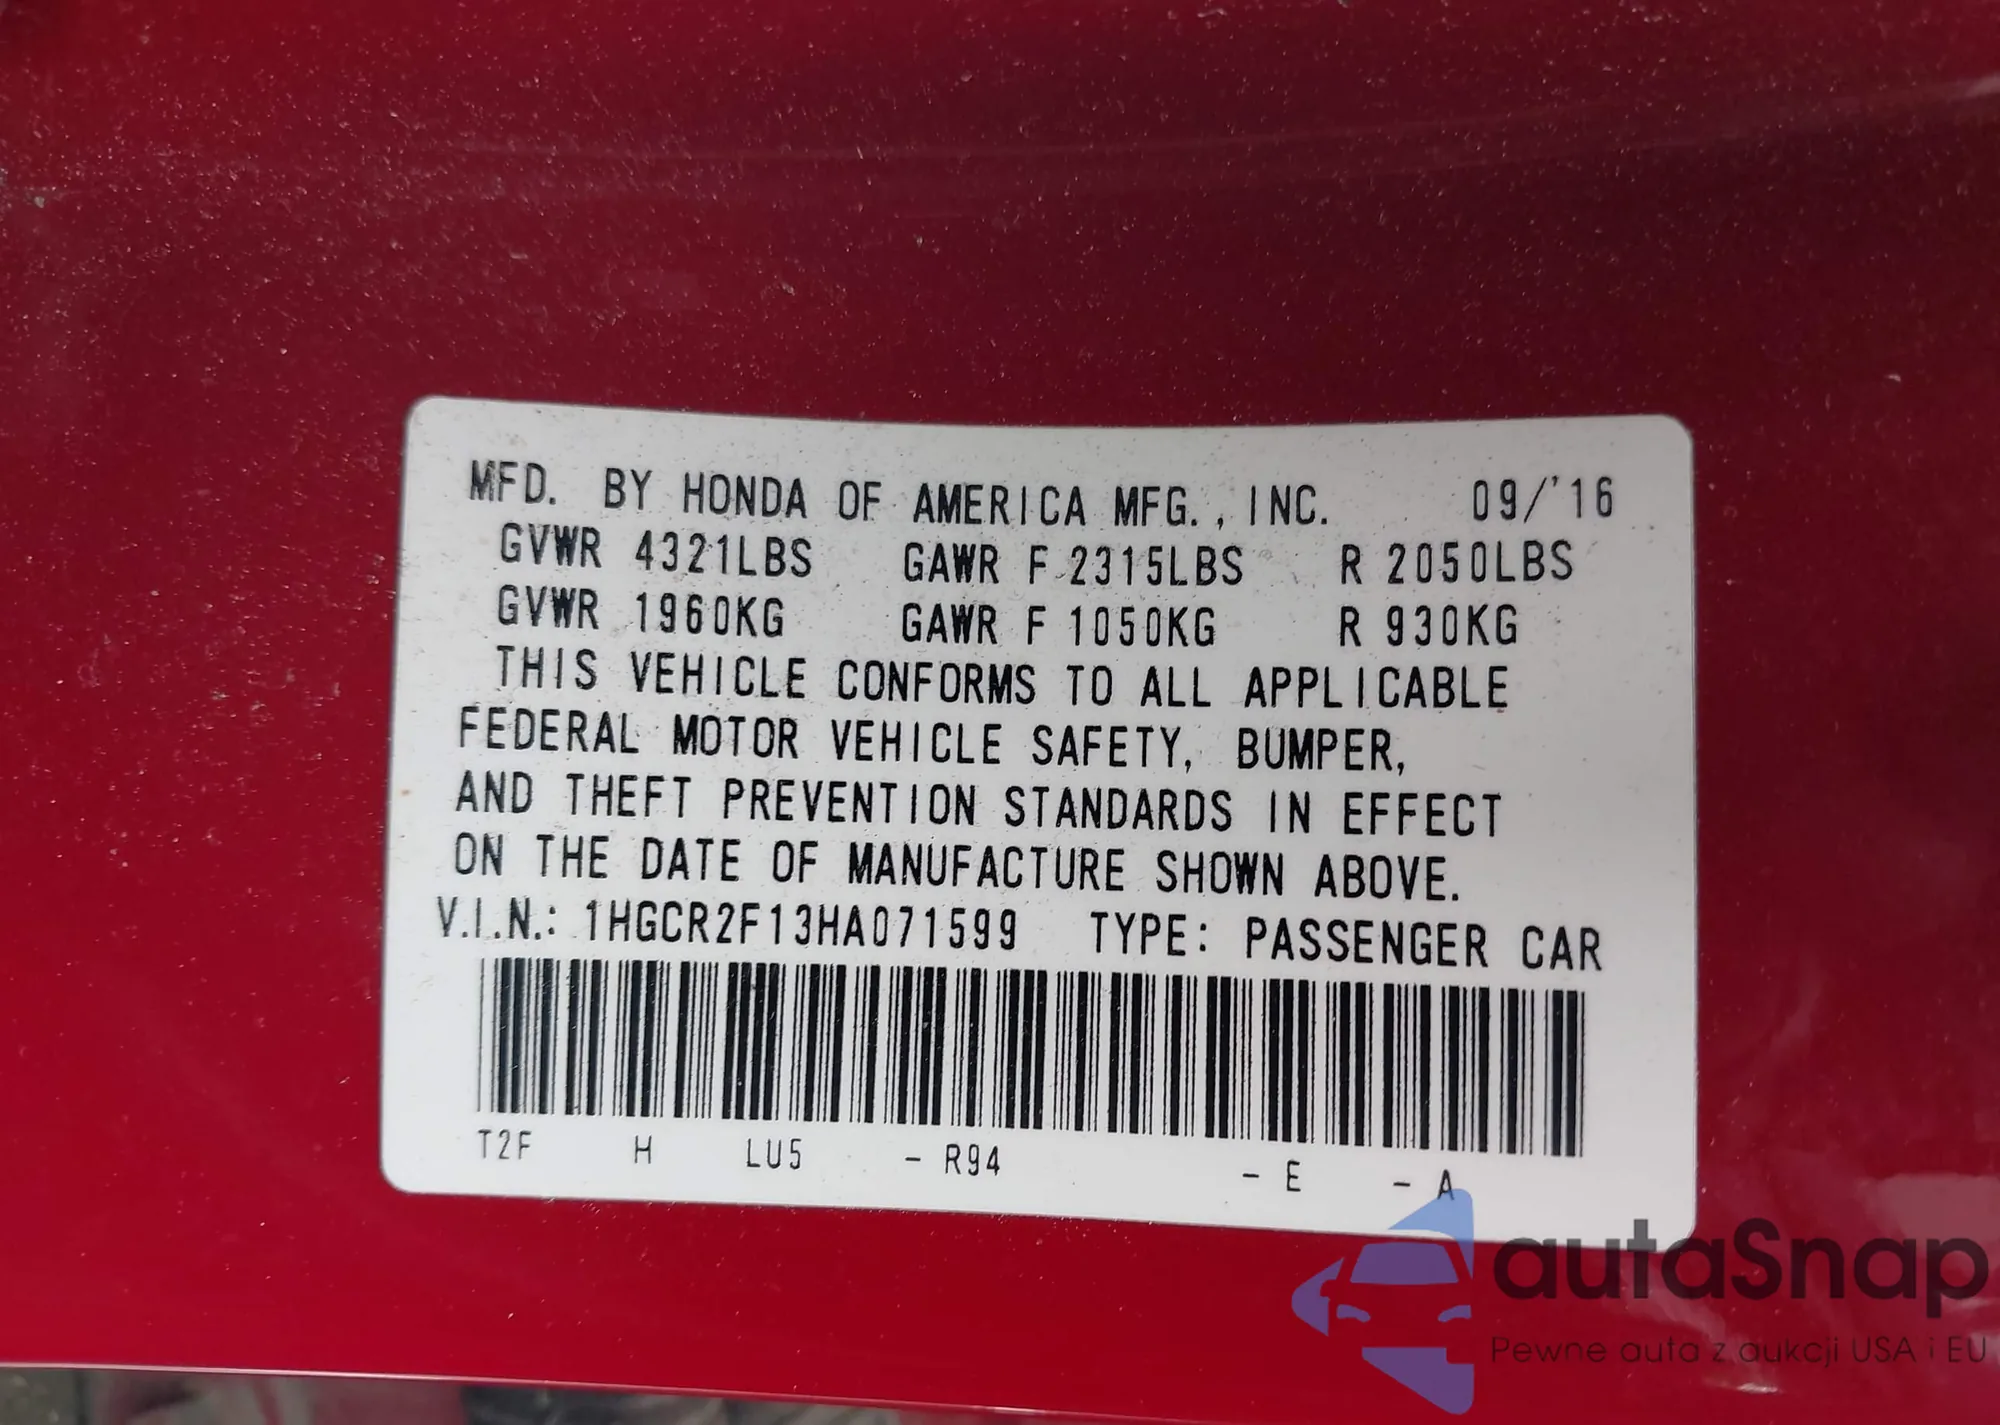 MFD. BY HONDA OF AMERICA MFG., INC. 09/'16
GVWR 4321LBS GAWR F 2315LBS R 2050LBS
GVWR 1960KG GAWR F 1050KG R 930KG
THIS VEHICLE CONFORMS TO ALL APPLICABLE
FEDERAL MOTOR VEHICLE SAFETY, BUMPER,
AND THEFT PREVENTION STANDARDS IN EFFECT
ON THE DATE OF MANUFACTURE SHOWN ABOVE.
V.I.N.: 1HGCR2F13HA071599 TYPE: PASSENGER CAR
T2F H LU5 - R94 - E - A
autaSnap
Pewne auta z aukcji USA i EU